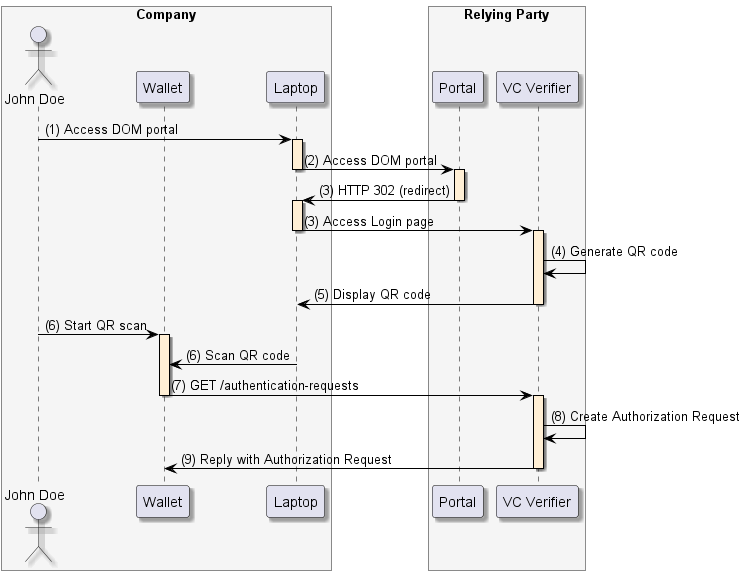 Company
Relying Party
John Doe
Wallet
Laptop
Portal
VC Verifier
(1) Access DOM portal
(2) Access DOM portal
(3) HTTP 302 (redirect)
(3) Access Login page
(4) Generate QR code
(5) Display QR code
(6) Start QR scan
(6) Scan QR code
(7) GET /authentication-requests
(8) Create Authorization Request
(9) Reply with Authorization Request
John Doe
Wallet
Laptop
Portal
VC Verifier